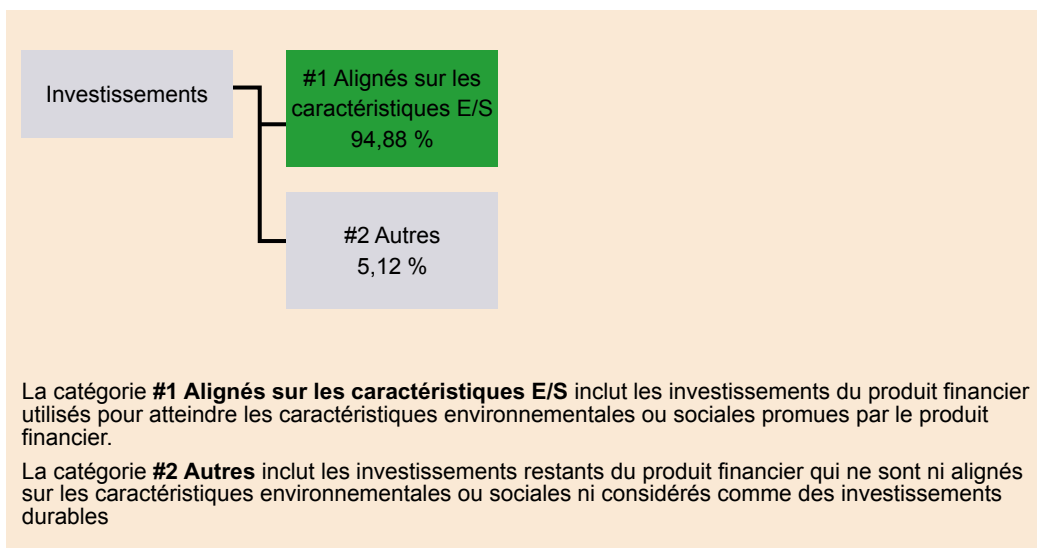 Investissements
#1 Alignés sur les
caractéristiques E/S
94,88 %
#2 Autres
5,12 %
La catégorie #1 Alignés sur les caractéristiques E/S inclut les investissements du produit financier
utilisés pour atteindre les caractéristiques environnementales ou sociales promues par le produit
financier.
La catégorie #2 Autres inclut les investissements restants du produit financier qui ne sont ni alignés
sur les caractéristiques environnementales ou sociales ni considérés comme des investissements
durables